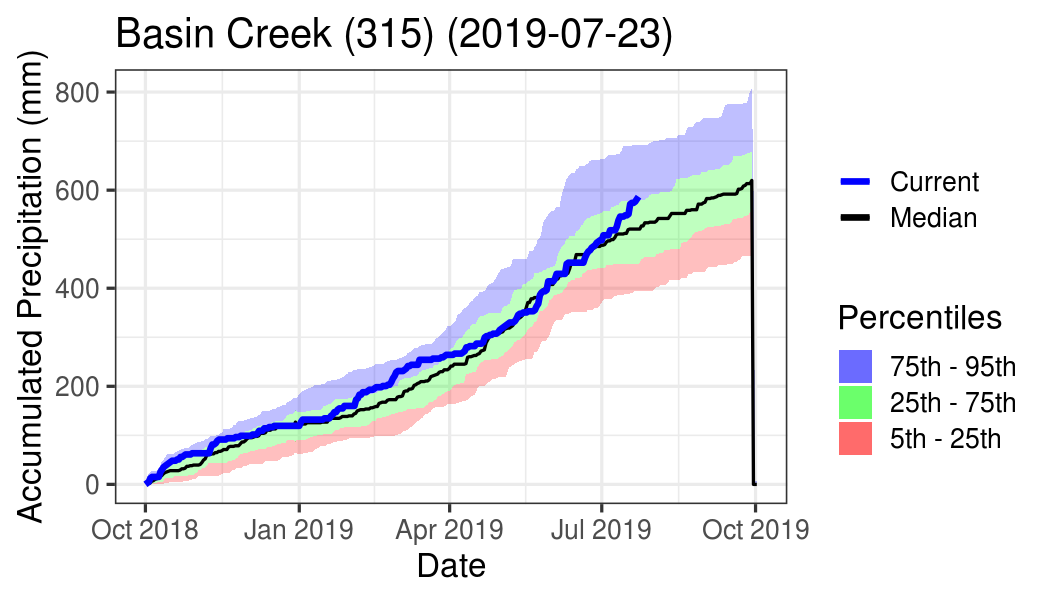 Basin Creek (315) (2019-07-23)
Accumulated Precipitation (mm)
800
600
400
200
0
Oct 2018
Jan 2019
Apr 2019
Jul 2019
Oct 2019
Date
Current
Median
Percentiles
75th - 95th
25th - 75th
5th - 25th